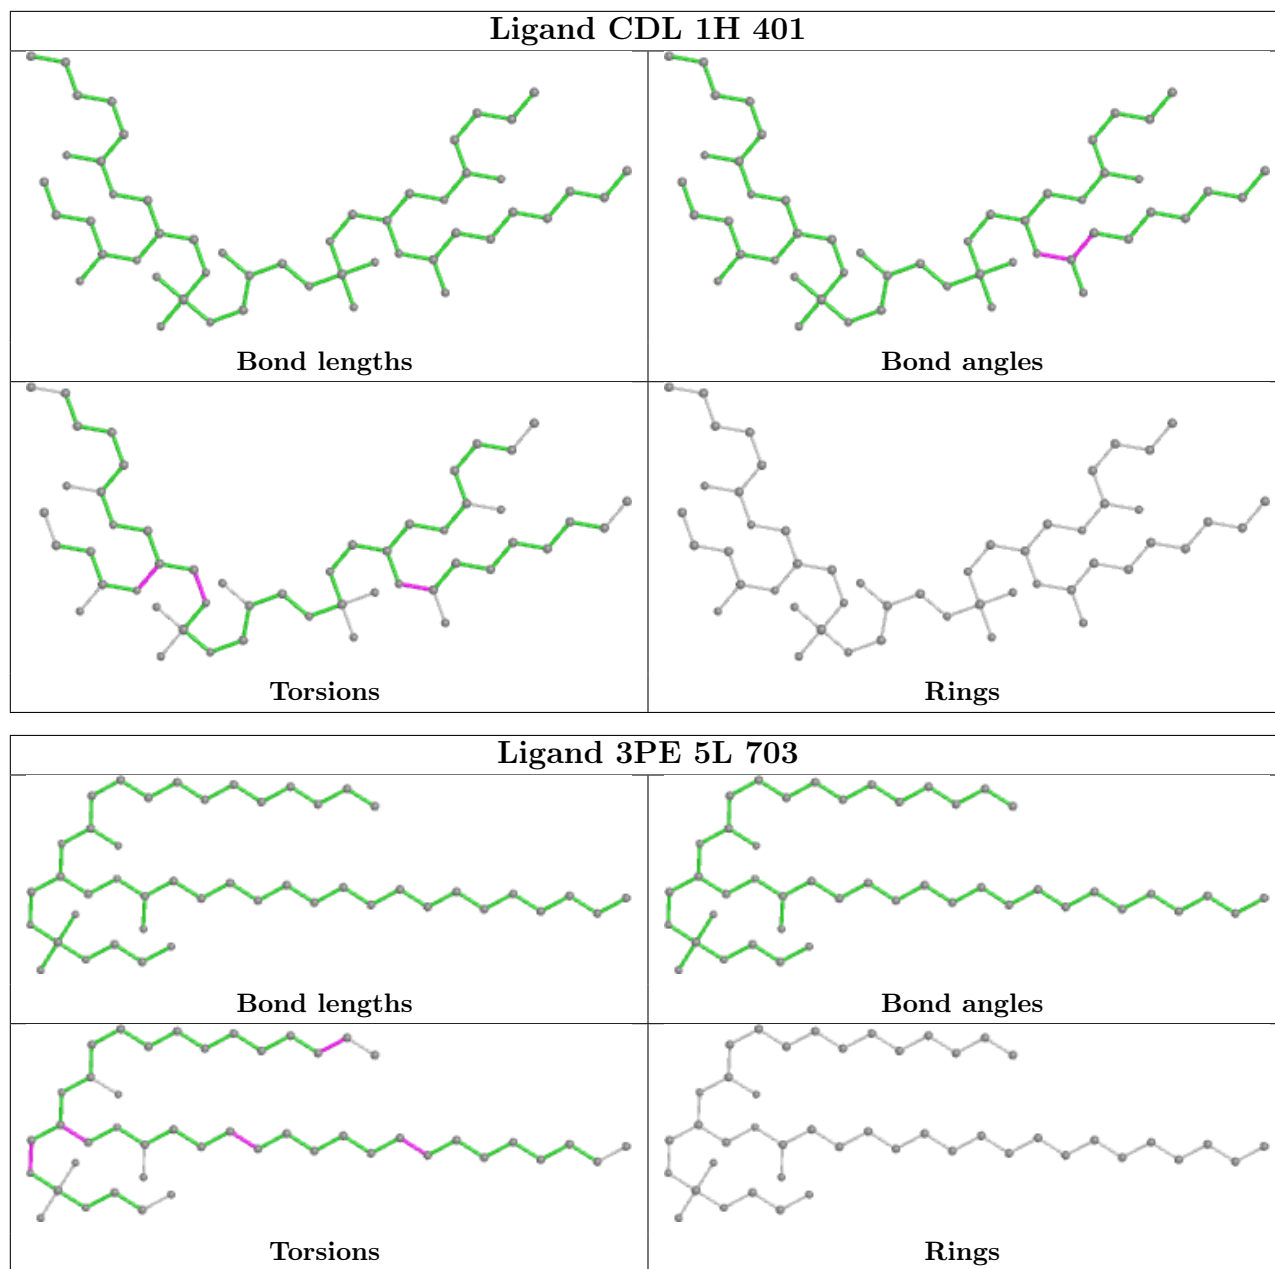 Ligand CDL 1H 401
Bond lengths
Bond angles
Torsions
Rings
Ligand 3PE 5L 703
Bond lengths
Bond angles
Torsions
Rings